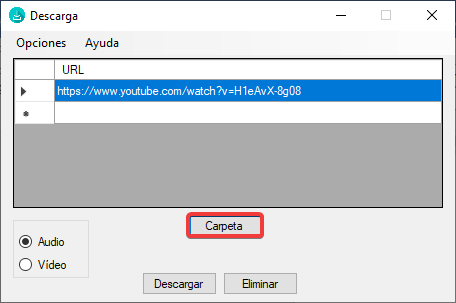 Descarga
Opciones Ayuda
URL
https://www.youtube.com/watch?v=H1eAvX-8g08
Carpeta
Audio
Vídeo
Descargar Eliminar